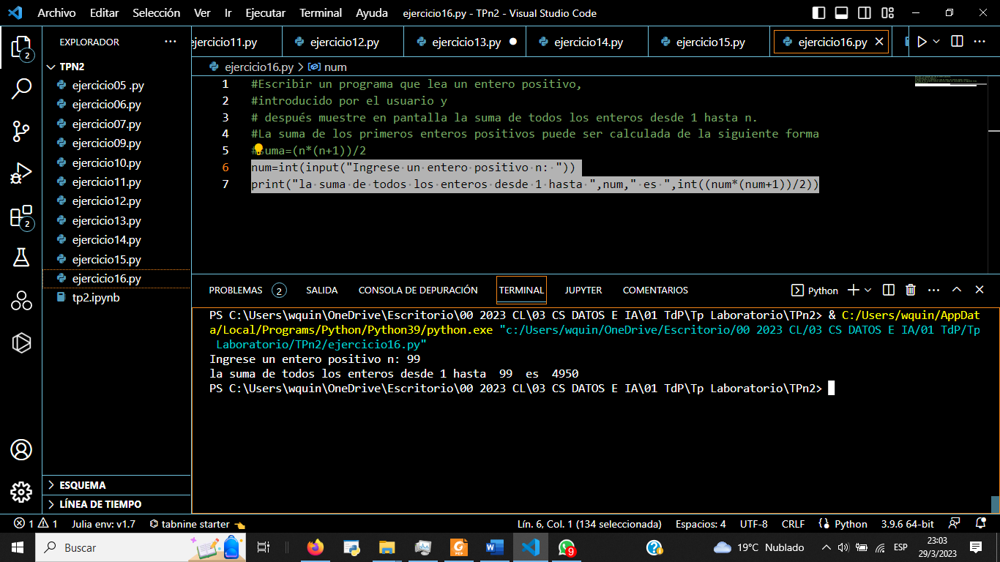 Archivo Editar Selección Ver Ir Ejecutar Terminal Ayuda ejercicio16.py - TPn2 - Visual Studio Code
EXPLORADOR
ejercicio11.py ejercicio12.py ejercicio13.py ejercicio14.py ejercicio15.py ejercicio16.py
2
TPN2
ejercicio05 .py
ejercicio06.py
ejercicio07.py
ejercicio09.py
ejercicio10.py
ejercicio11.py
ejercicio12.py
ejercicio13.py
ejercicio14.py
ejercicio15.py
ejercicio16.py
tp2.ipynb
2
ESQUEMA
LÍNEA DE TIEMPO
ejercicio16.py > num
1 #Escribir un programa que lea un entero positivo,
2 #introducido por el usuario y
3 # después muestre en pantalla la suma de todos los enteros desde 1 hasta n.
4 #La suma de los primeros enteros positivos puede ser calculada de la siguiente forma
5 #suma=(n*(n+1))/2
6 num=int(input("Ingrese un entero positivo n: "))
7 print("la suma de todos los enteros desde 1 hasta ",num," es ",int((num*(num+1))/2))
PROBLEMAS 2 SALIDA CONSOLA DE DEPURACIÓN TERMINAL JUPYTER COMENTARIOS Python
PS C:\Users\wquin\OneDrive\Escritorio\00 2023 CL\03 CS DATOS E IA\01 TdP\Tp Laboratorio\TPn2> & C:/Users/wquin/AppDat
a/Local/Programs/Python/Python39/python.exe "c:/Users/wquin/OneDrive/Escritorio/00 2023 CL/03 CS DATOS E IA/01 TdP/Tp
Laboratorio/TPn2/ejercicio16.py"
Ingrese un entero positivo n: 99
la suma de todos los enteros desde 1 hasta  99  es  4950
PS C:\Users\wquin\OneDrive\Escritorio\00 2023 CL\03 CS DATOS E IA\01 TdP\Tp Laboratorio\TPn2>
1 1 Julia env: v1.7 tabnine starter Lín. 6, Col. 1 (134 seleccionada) Espacios: 4 UTF-8 CRLF Python 3.9.6 64-bit
Buscar 9 19°C Nublado ESP 23:03
29/3/2023